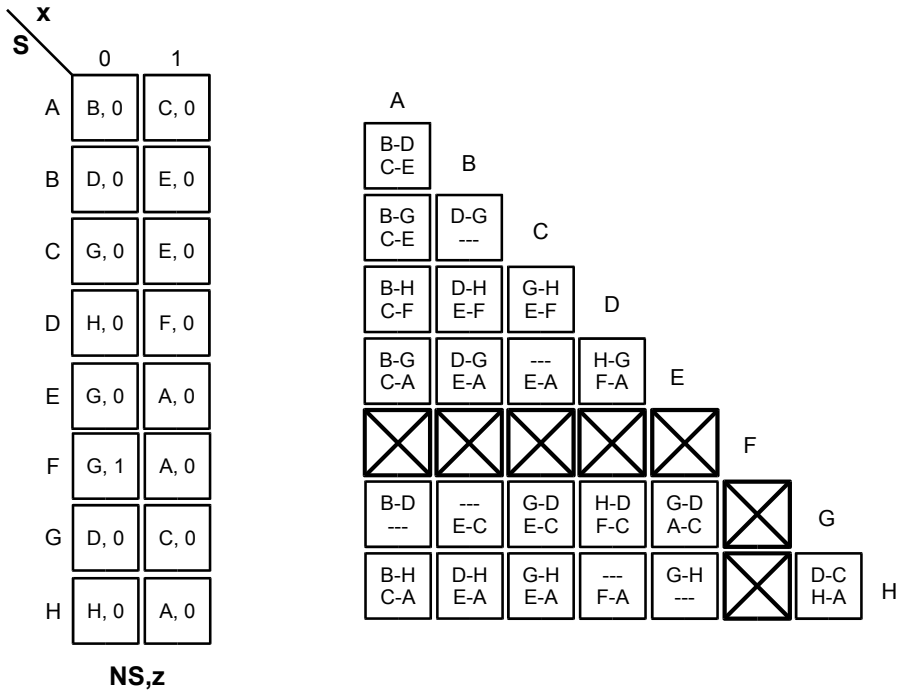 x
S
0 1
A B, 0 C, 0
B D, 0 E, 0
C G, 0 E, 0
D H, 0 F, 0
E G, 0 A, 0
F G, 1 A, 0
G D, 0 C, 0
H H, 0 A, 0
NS,z
A
B-D
C-E
B
B-G D-G
C-E ---
C
B-H D-H G-H
C-F E-F E-F
D
B-G D-G --- H-G
C-A E-A E-A F-A
E
F
B-D --- G-D H-D G-D
--- E-C E-C F-C A-C
G
B-H D-H G-H --- G-H D-C
C-A E-A E-A F-A --- H-A
H